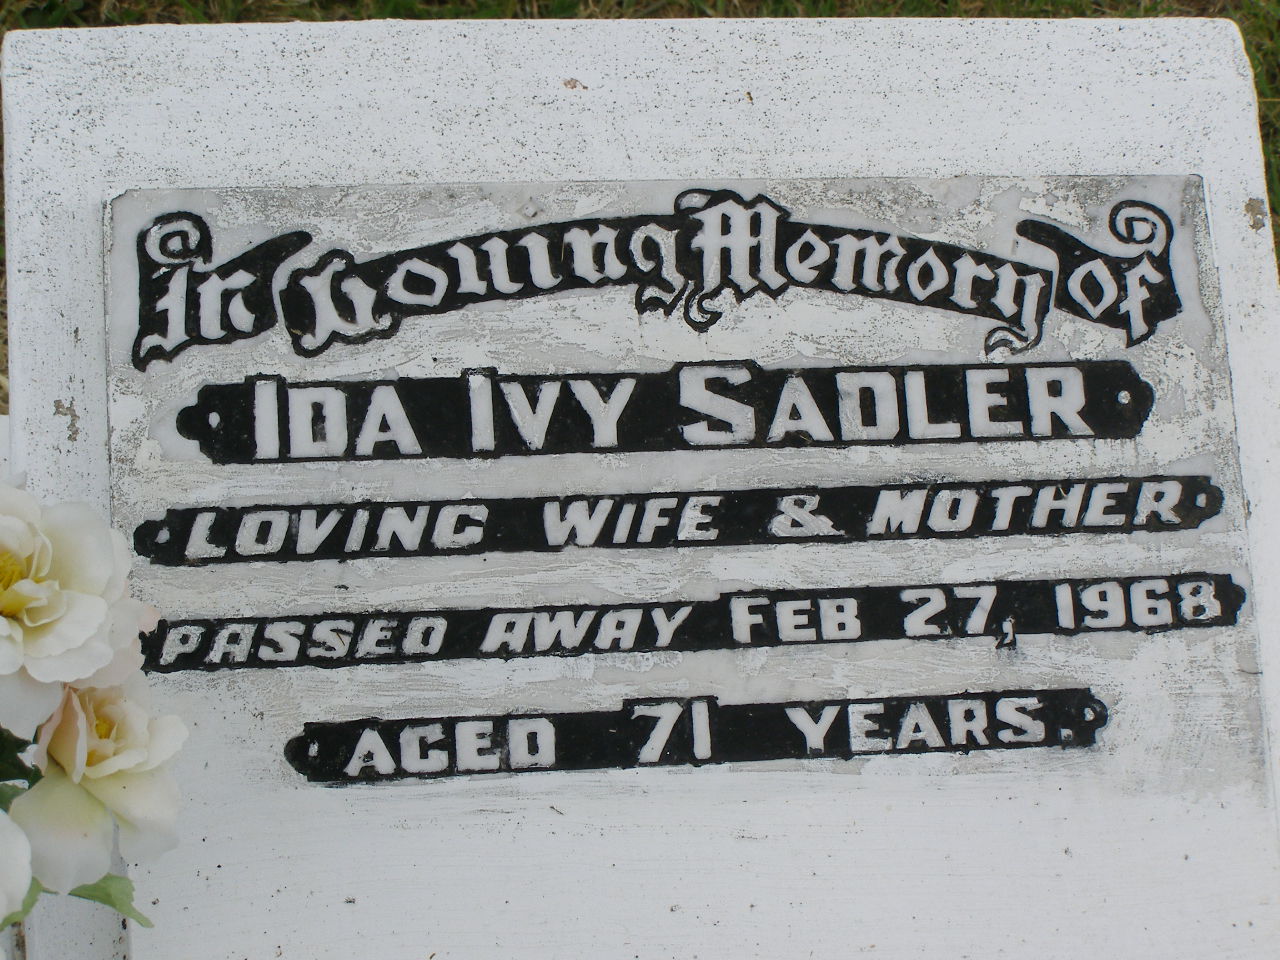 In Loving Memory of
IDA IVY SADLER
LOVING WIFE & MOTHER
PASSED AWAY FEB 27, 1968
AGED 71 YEARS.